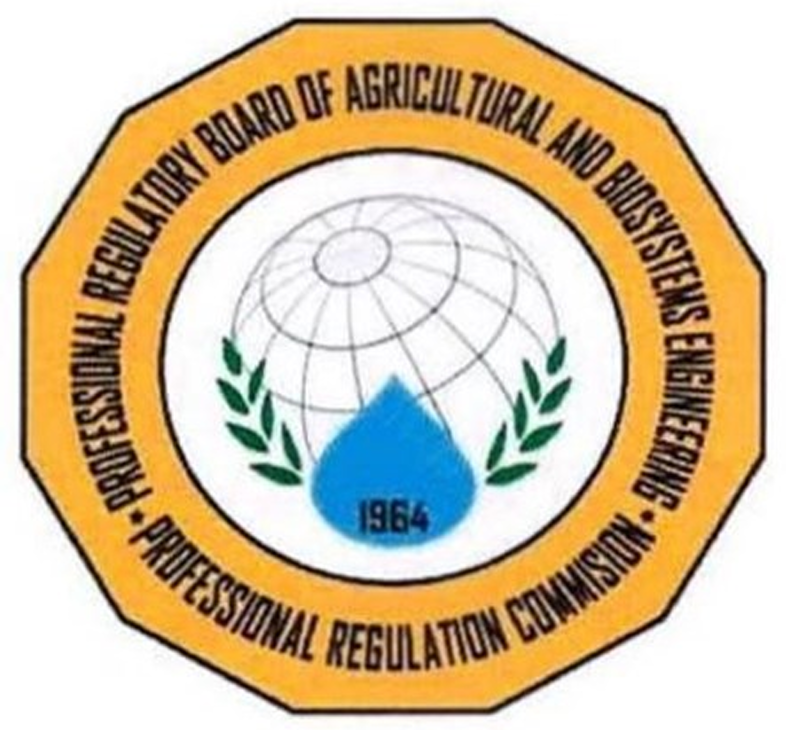 PROFESSIONAL REGULATORY BOARD OF AGRICULTURAL AND BIOSYSTEMS ENGINEERING
1964
• PROFESSIONAL REGULATION COMMISION •